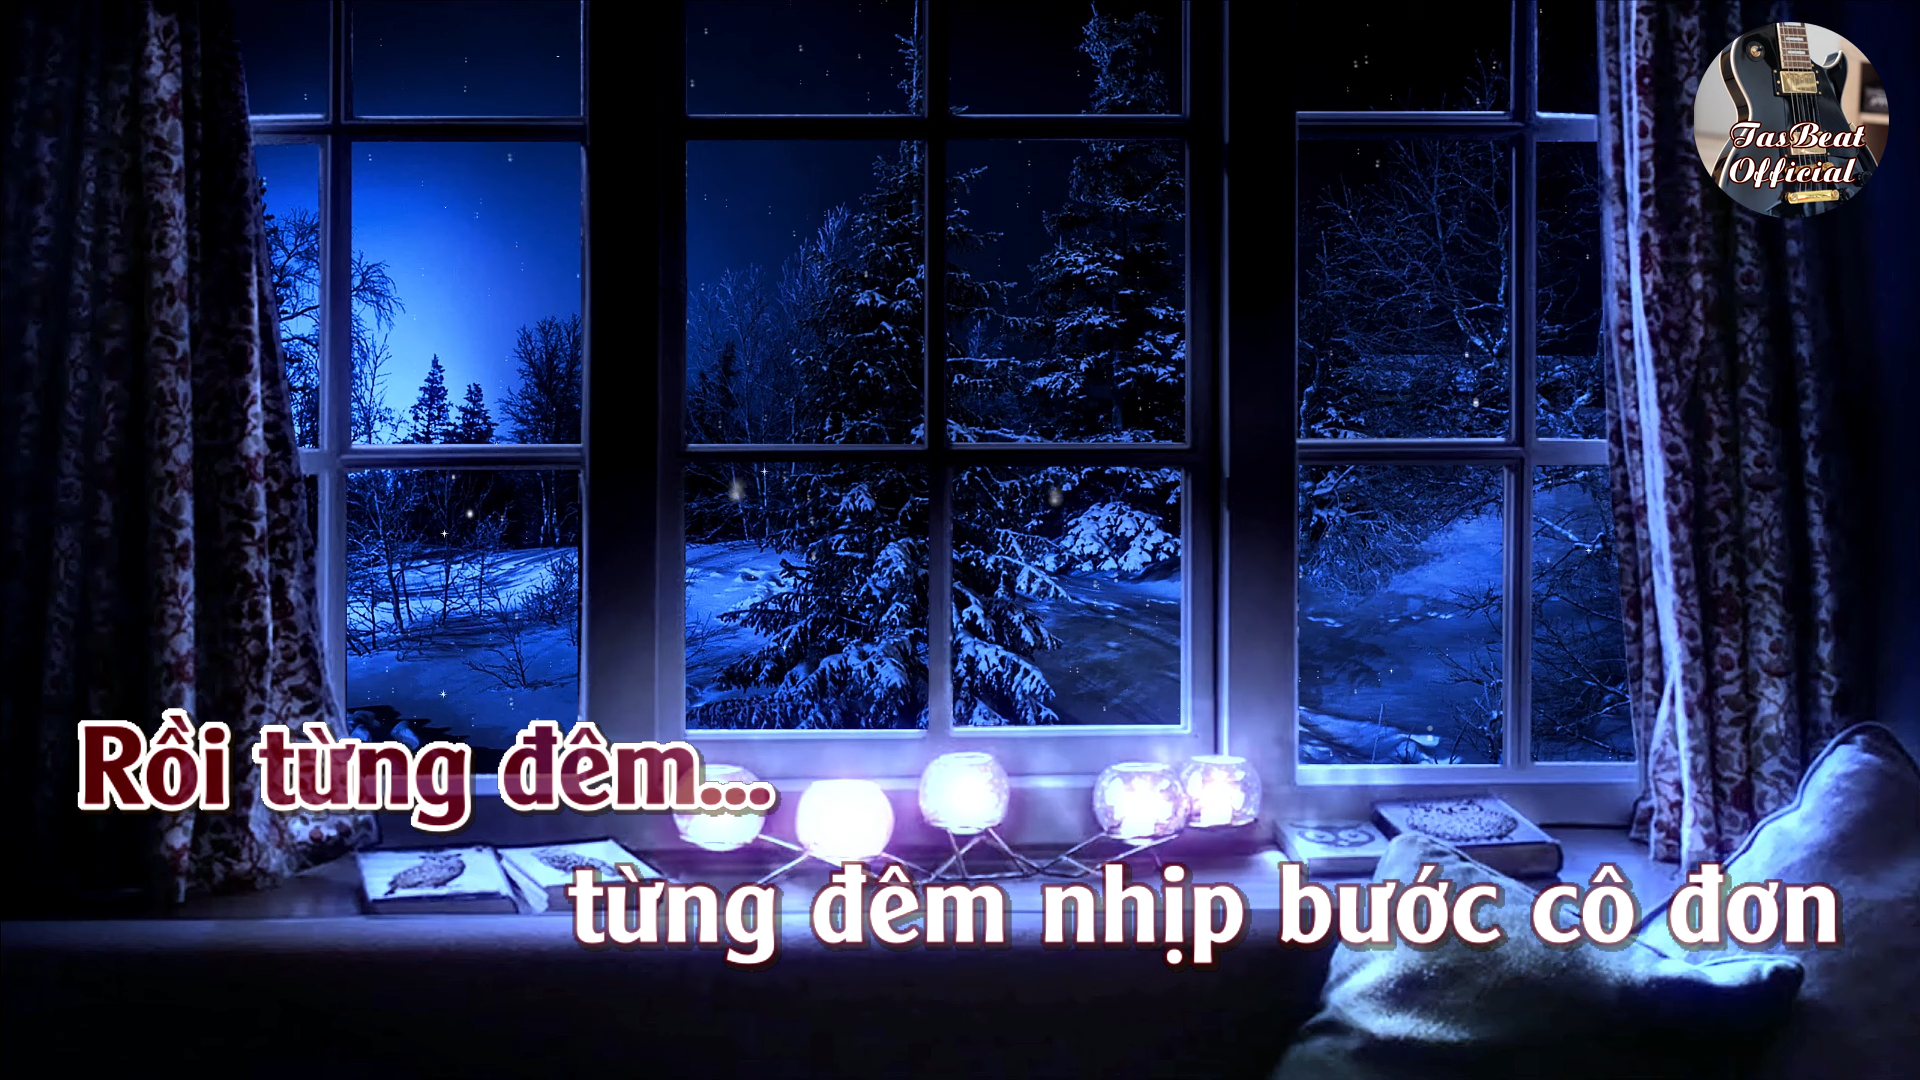 TasBeat
Official
Rồi từng đêm...
từng đêm nhịp bước cô đơn